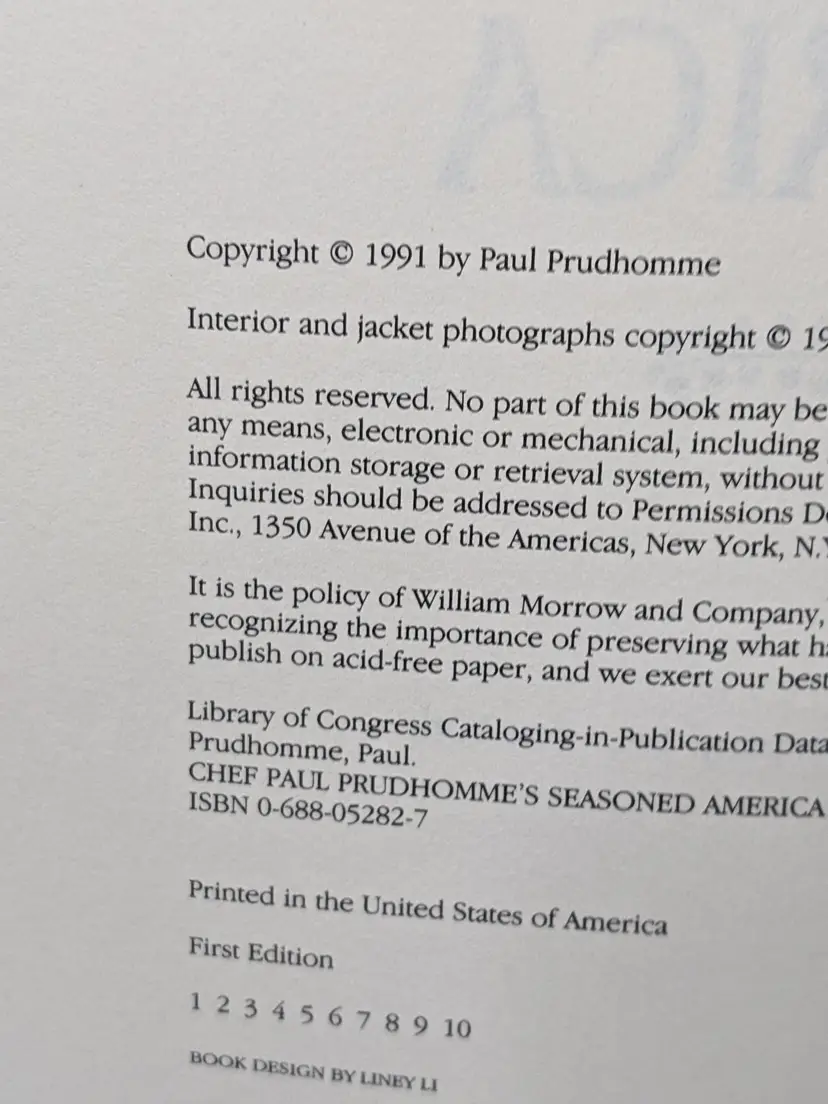 Copyright © 1991 by Paul Prudhomme
Interior and jacket photographs copyright © 19
All rights reserved. No part of this book may be
any means, electronic or mechanical, including
information storage or retrieval system, without
Inquiries should be addressed to Permissions D
Inc., 1350 Avenue of the Americas, New York, N.Y
It is the policy of William Morrow and Company,
recognizing the importance of preserving what ha
publish on acid-free paper, and we exert our best
Library of Congress Cataloging-in-Publication Data
Prudhomme, Paul.
CHEF PAUL PRUDHOMME'S SEASONED AMERICA
ISBN 0-688-05282-7
Printed in the United States of America
First Edition
1 2 3 4 5 6 7 8 9 10
BOOK DESIGN BY LINEY LI